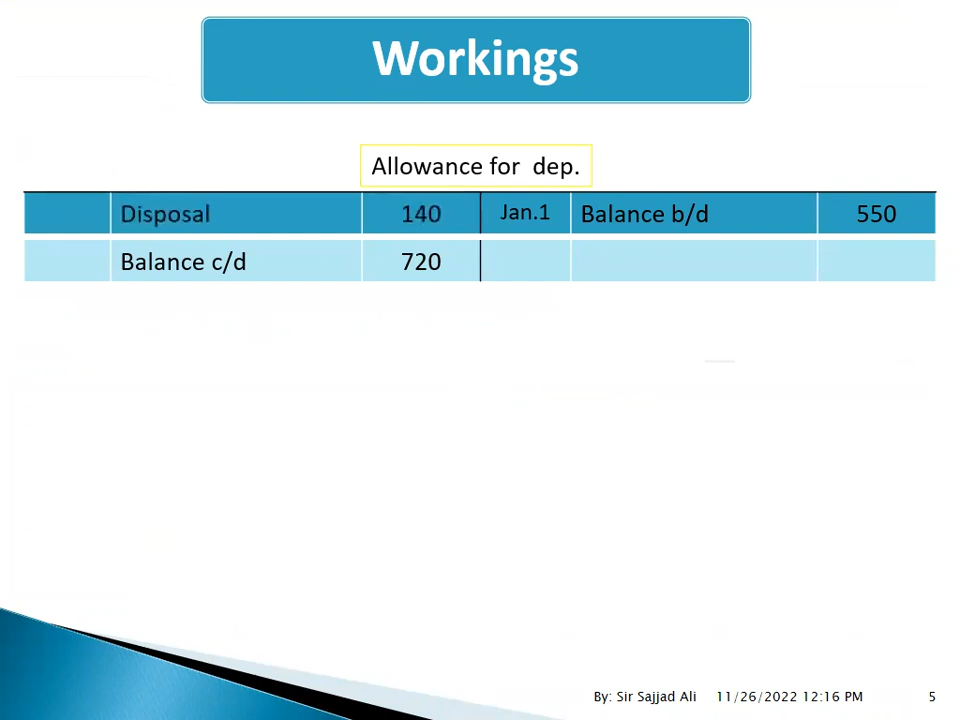 Workings
Allowance for dep.
Disposal 140 Jan.1 Balance b/d 550
Balance c/d 720
By: Sir Sajjad Ali 11/26/2022 12:16 PM 5